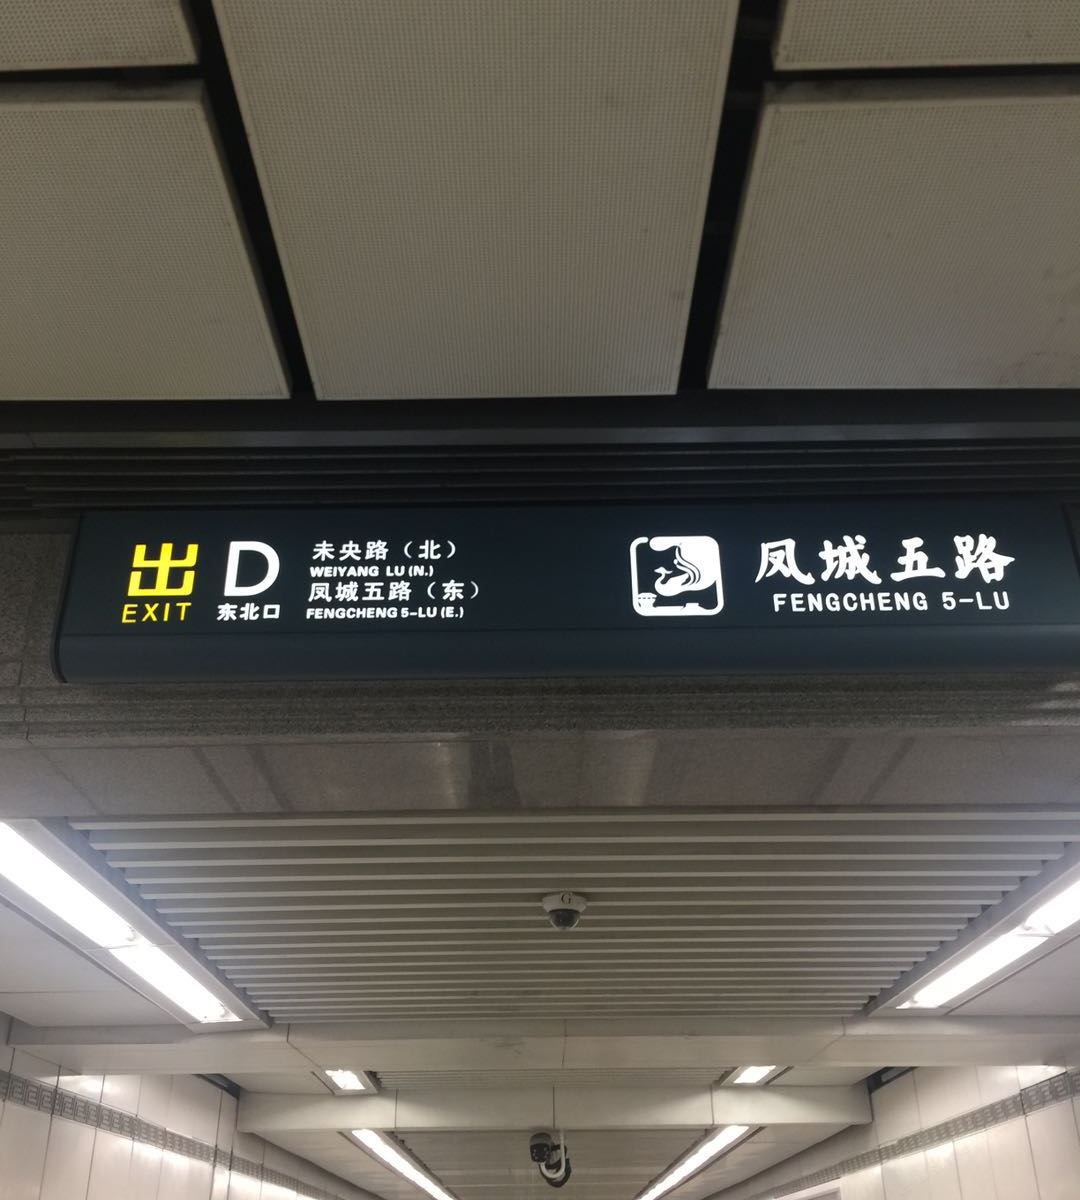 出
EXIT
D
东北口
未央路（北）
WEIYANG LU (N.)
凤城五路（东）
FENGCHENG 5-LU (E.)
凤城五路
FENGCHENG 5-LU
G